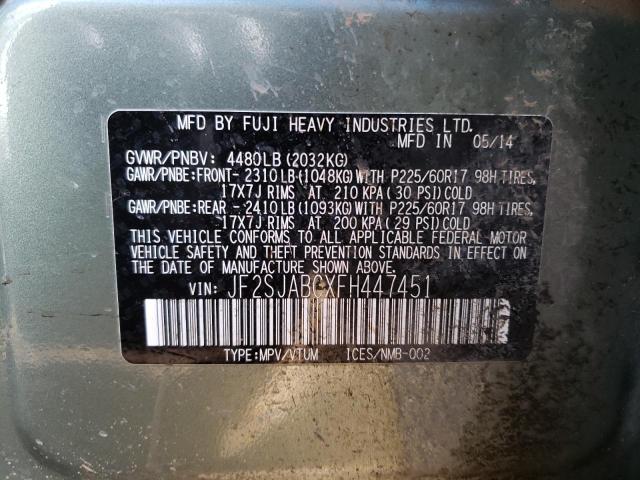 MFD BY FUJI HEAVY INDUSTRIES LTD.
MFD IN 05/14
GVWR/PNBV: 4480LB(2032KG)
GAWR/PNBE:FRONT- 2310LB(1048KG)WITH P225/60R17 98H TIRES,
17X7J RIMS AT 210 KPA(30 PSI)COLD
GAWR/PNBE:REAR - 2410LB(1093KG)WITH P225/60R17 98H TIRES,
17X7J RIMS AT 200 KPA(29 PSI)COLD
THIS VEHICLE CONFORMS TO ALL APPLICABLE FEDERAL MOTOR
VEHICLE SAFETY AND THEFT PREVENTION STANDARDS IN EFFECT
ON THE DATE OF MANUFACTURE SHOWN ABOVE.
VIN: JF2SJABCXFH447451
TYPE:MPV/VTUM ICES/NMB-002